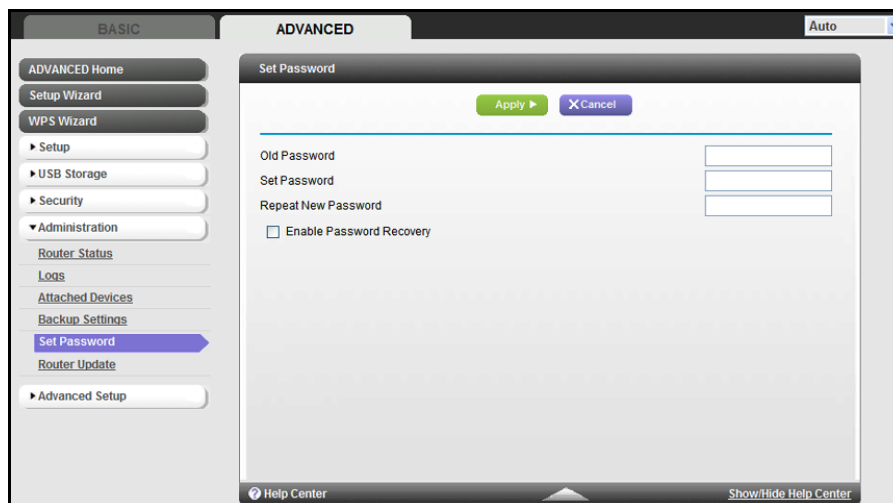 BASIC
ADVANCED
Auto
ADVANCED Home
Setup Wizard
WPS Wizard
Setup
USB Storage
Security
Administration
Router Status
Logs
Attached Devices
Backup Settings
Set Password
Router Update
Advanced Setup
Set Password
Apply
X Cancel
Old Password
Set Password
Repeat New Password
Enable Password Recovery
? Help Center
Show/Hide Help Center